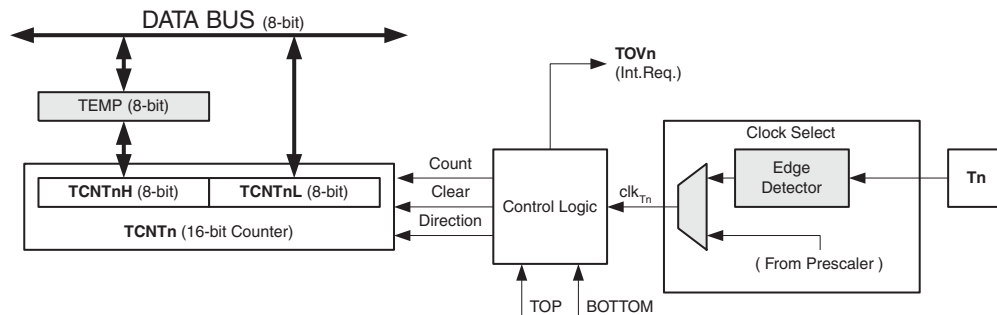 DATA BUS (8-bit)
TOVn
(Int.Req.)
TEMP (8-bit)
Clock Select
Count
Edge
Detector
TCNTnH (8-bit)
TCNTnL (8-bit)
Clear
Control Logic
clkTn
Tn
TCNTn (16-bit Counter)
Direction
( From Prescaler )
TOP
BOTTOM